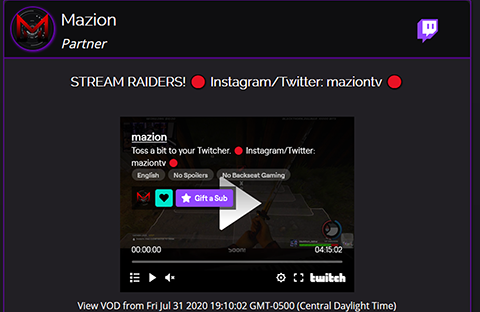 Mazion
Partner
STREAM RAIDERS! 🔴 Instagram/Twitter: maziontv 🔴
mazion
Toss a bit to your Twitcher. 🔴 Instagram/Twitter:
maziontv 🔴
English No Spoilers No Backseat Gaming
Gift a Sub
00:00:00 04:15:02
twitch
View VOD from Fri Jul 31 2020 19:10:02 GMT-0500 (Central Daylight Time)